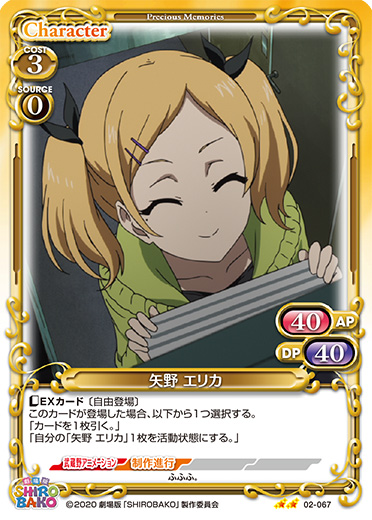 Precious Memories
Character
COST
3
SOURCE
0
40 AP
DP 40
矢野 エリカ
EXカード 〔自由登場〕
このカードが登場した場合、以下から1つ選択する。
「カードを1枚引く。」
「自分の「矢野 エリカ」1枚を活動状態にする。」
武蔵野アニメーション 制作進行
ふふふ。
劇場版
SHIRO
BAKO
©2020 劇場版「SHIROBAKO」製作委員会
02-067